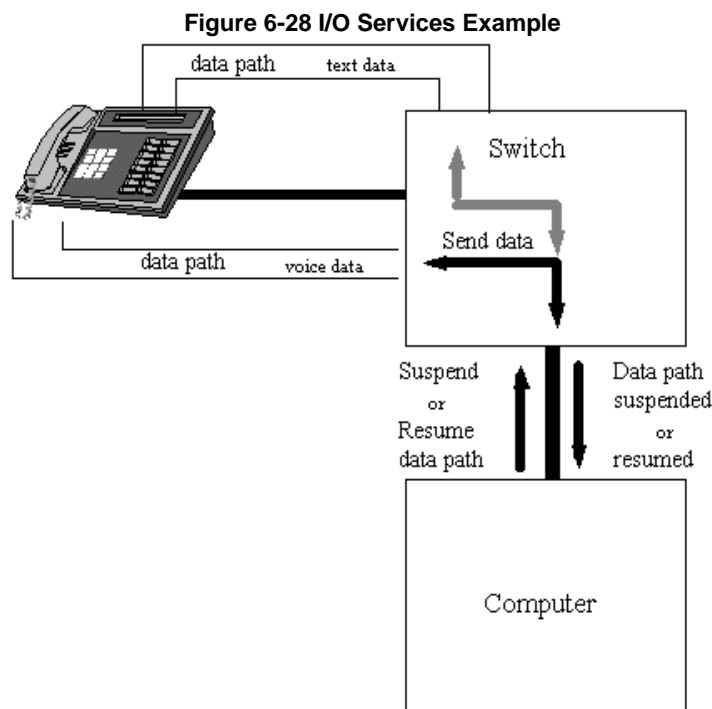 Figure 6-28 I/O Services Example
data path text data
Switch
Send data
data path voice data
Suspend
or
Resume
data path
Data path
suspended
or
resumed
Computer